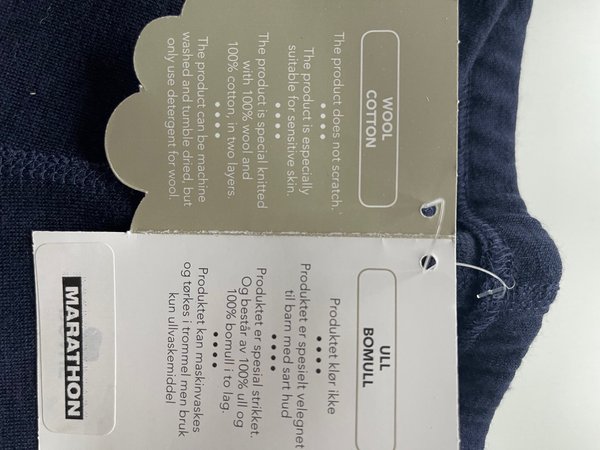 WOOL
COTTON
The product does not scratch.
••••
The product is especially
suitable for sensitive skin.
••••
The product is special knitted
with 100% wool and
100% cotton, in two layers
••••
The product can be machine
washed and tumble dried, but
only use detergent for wool.
ULL
BOMULL
Produktet klør ikke
••••
Produktet er spesielt velegnet
til barn med sart hud
••••
Produktet er spesial strikket.
Og består av 100% ull og
100% bomull i to lag.
••••
Produktet kan maskinvaskes
og tørkes i trommel men bruk
kun ullvaskemiddel
MARATHON